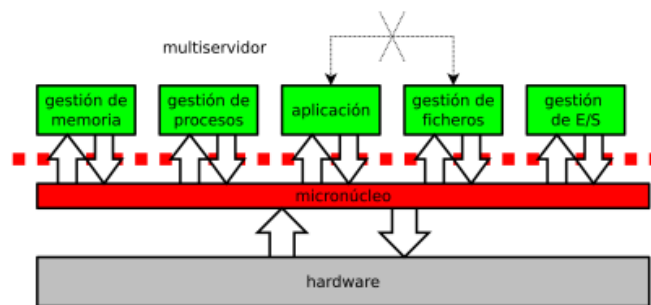 multiservidor
gestión de
memoria
gestión de
procesos
aplicación
gestión de
ficheros
gestión
de E/S
micronúcleo
hardware